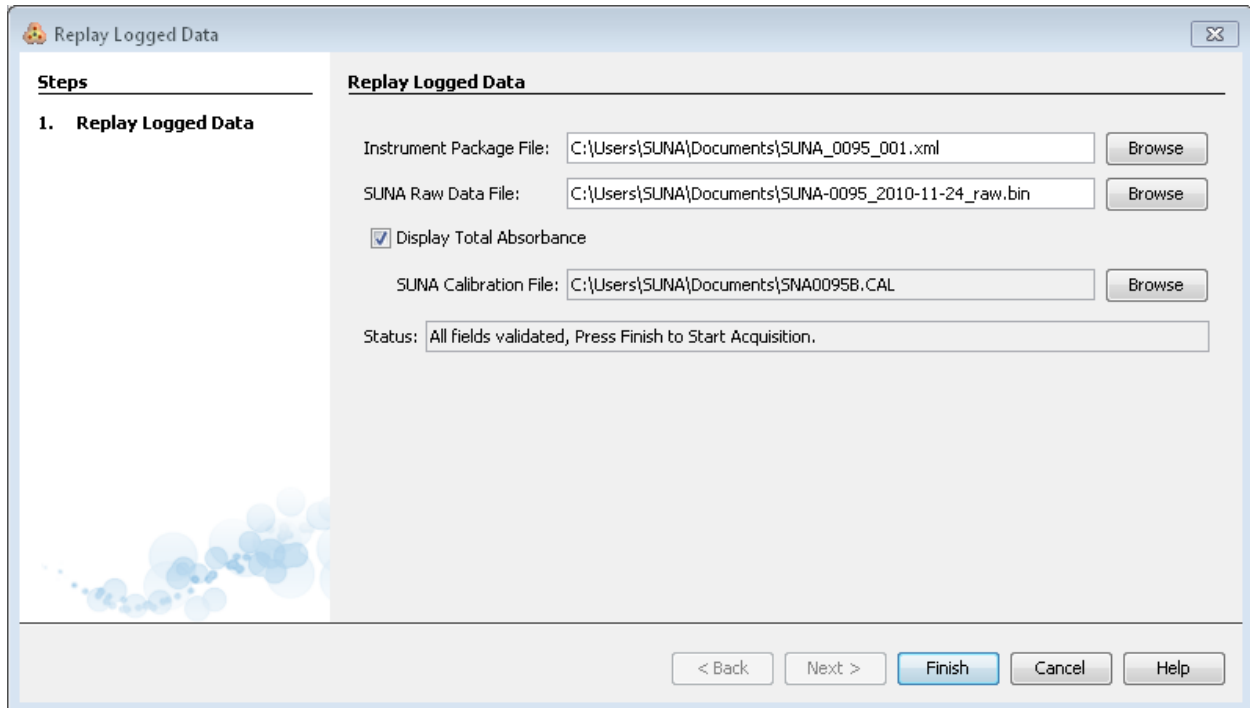 Replay Logged Data
Steps
1. Replay Logged Data
Replay Logged Data
Instrument Package File: C:\Users\SUNA\Documents\SUNA_0095_001.xml Browse
SUNA Raw Data File: C:\Users\SUNA\Documents\SUNA-0095_2010-11-24_raw.bin Browse
Display Total Absorbance
SUNA Calibration File: C:\Users\SUNA\Documents\SNA0095B.CAL Browse
Status: All fields validated, Press Finish to Start Acquisition.
< Back Next > Finish Cancel Help